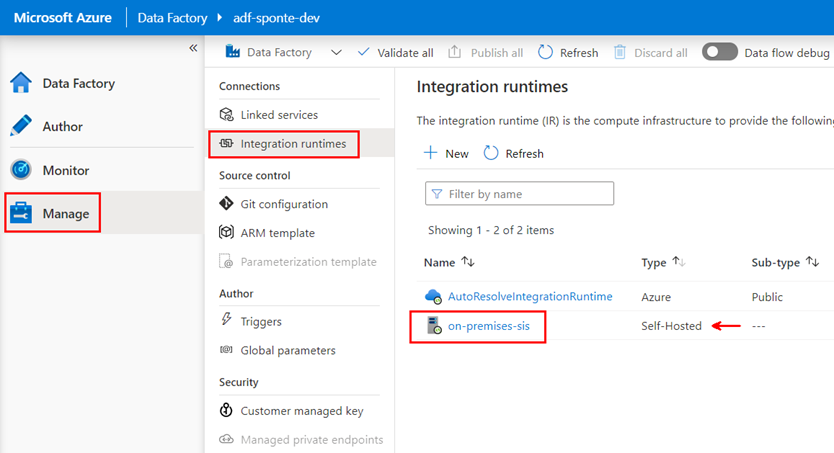 Microsoft Azure Data Factory adf-sponte-dev
Data Factory
Author
Monitor
Manage
Data Factory Validate all Publish all Refresh Discard all Data flow debug
Connections
Linked services
Integration runtimes
Source control
Git configuration
ARM template
Parameterization template
Author
Triggers
Global parameters
Security
Customer managed key
Managed private endpoints
Integration runtimes
The integration runtime (IR) is the compute infrastructure to provide the following
New Refresh
Filter by name
Showing 1 - 2 of 2 items
Name Type Sub-type
AutoResolveIntegrationRuntime Azure Public
on-premises-sis Self-Hosted ---